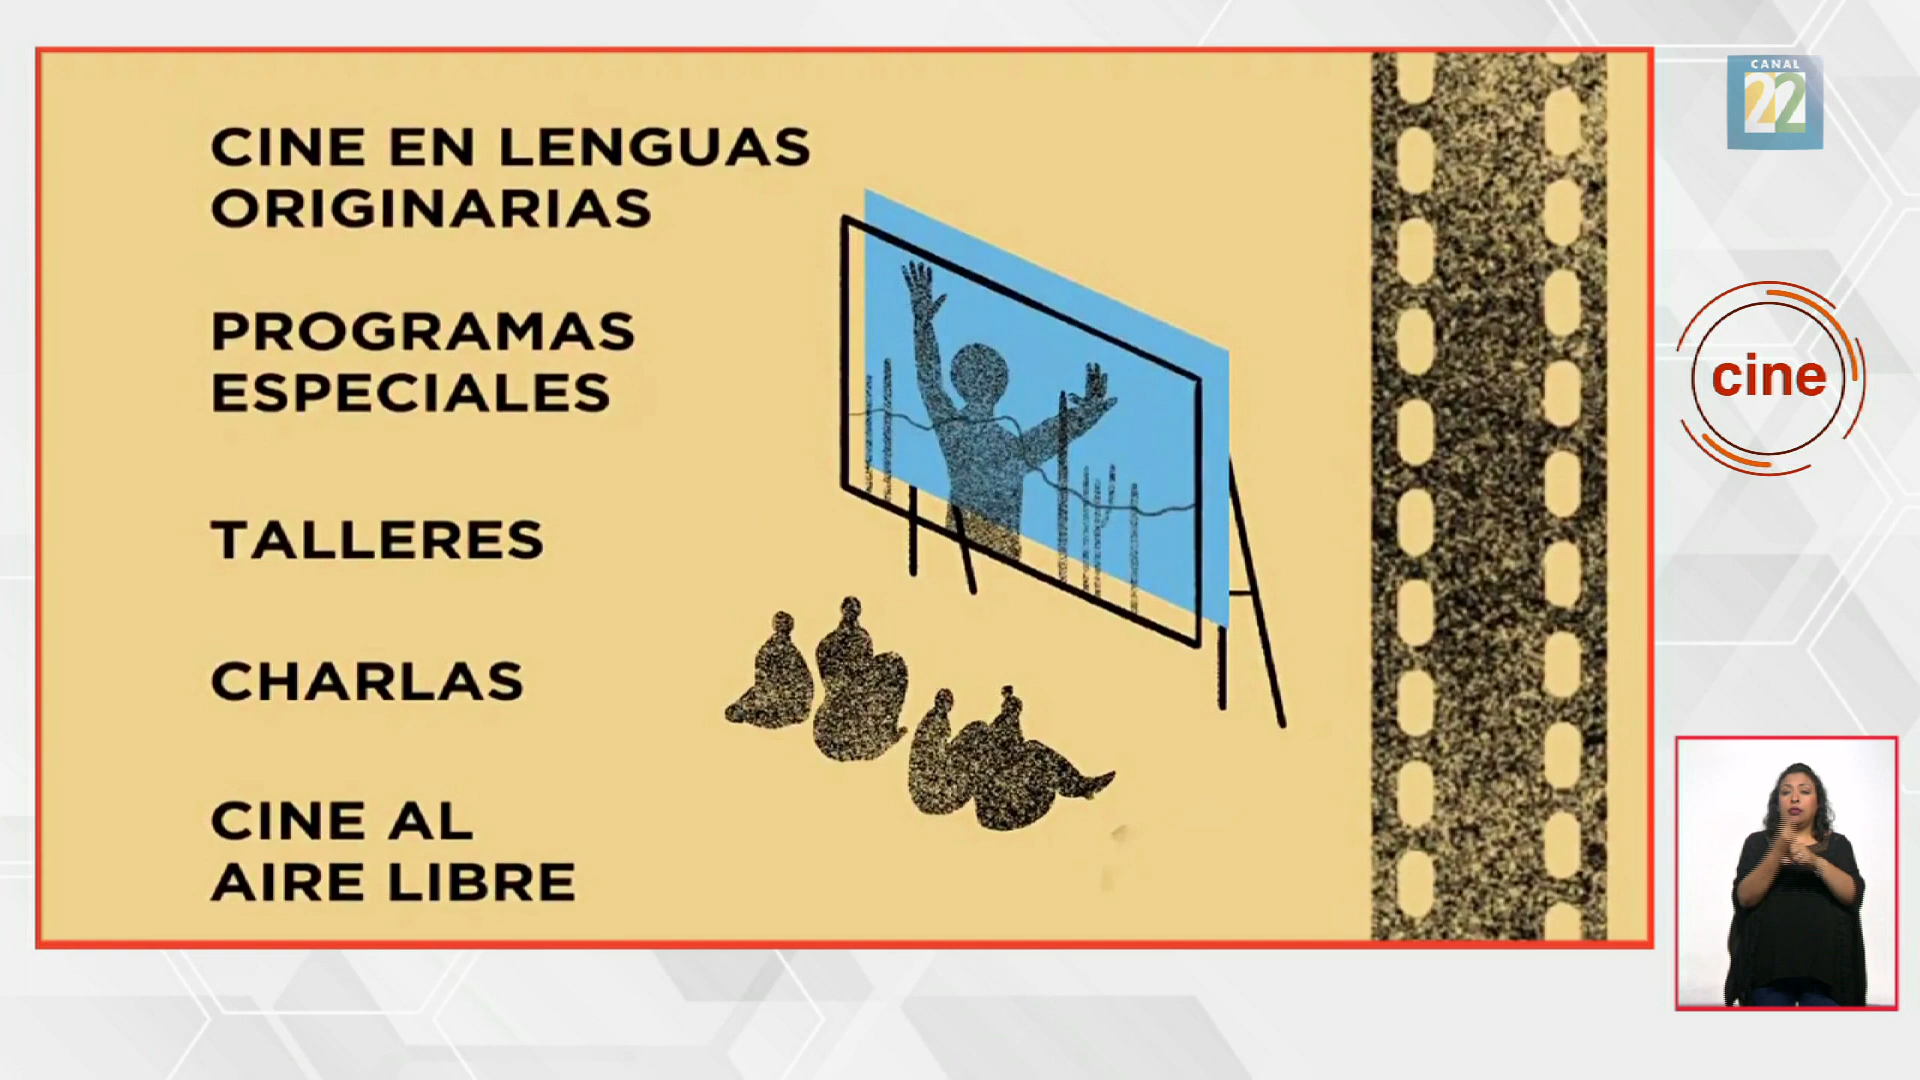 CINE EN LENGUAS
ORIGINARIAS
PROGRAMAS
ESPECIALES
TALLERES
CHARLAS
CINE AL
AIRE LIBRE
CANAL
22
cine